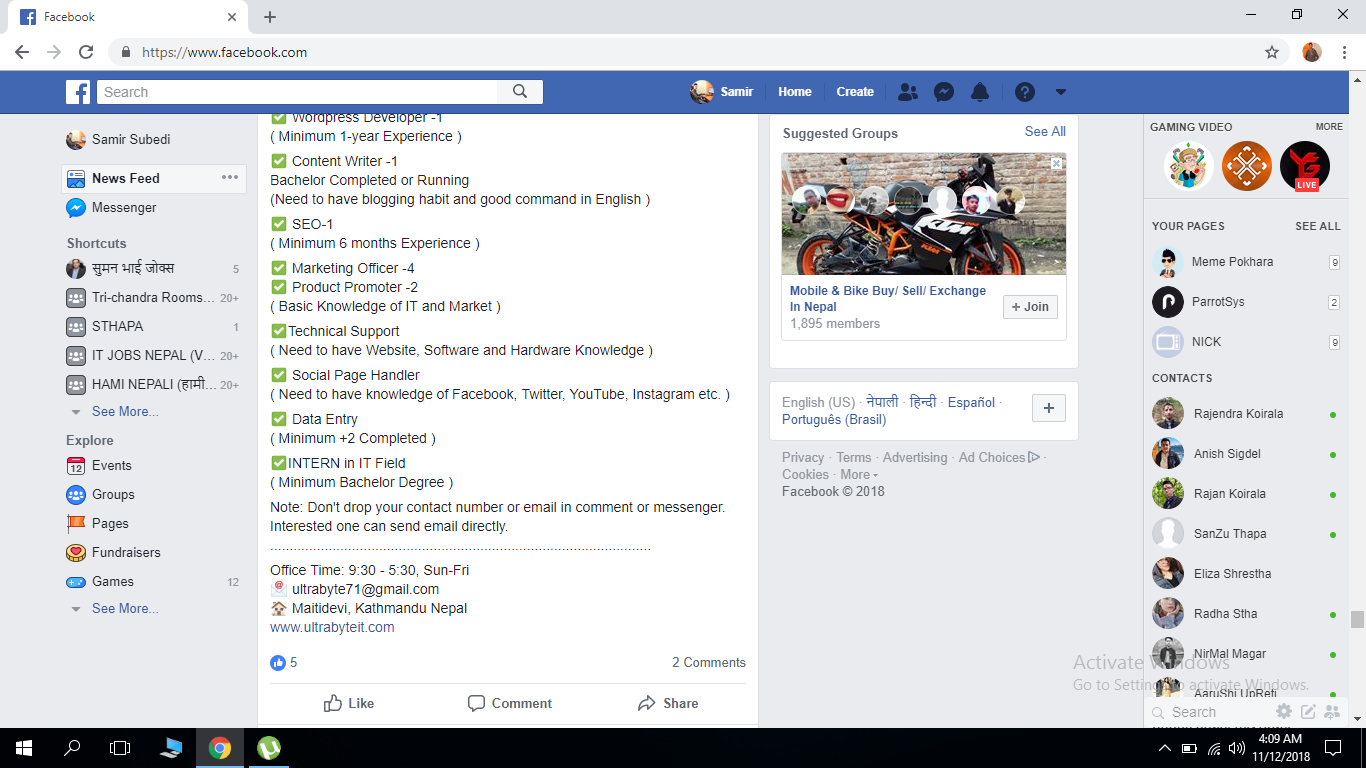 Facebook
https://www.facebook.com
Search
Samir
Home
Create
Samir Subedi
News Feed
Messenger
Shortcuts
सुमन भाई जोक्स 5
Tri-chandra Rooms... 20+
STHAPA 1
IT JOBS NEPAL (V... 20+
HAMI NEPALI (हामी... 20+
See More...
Explore
Events
12
Groups
Pages
Fundraisers
Games 12
See More...
Wordpress Developer -1
( Minimum 1-year Experience )
✅ Content Writer -1
Bachelor Completed or Running
(Need to have blogging habit and good command in English )
✅ SEO-1
( Minimum 6 months Experience )
✅ Marketing Officer -4
✅ Product Promoter -2
( Basic Knowledge of IT and Market )
✅Technical Support
( Need to have Website, Software and Hardware Knowledge )
✅ Social Page Handler
( Need to have knowledge of Facebook, Twitter, YouTube, Instagram etc. )
✅ Data Entry
( Minimum +2 Completed )
✅INTERN in IT Field
( Minimum Bachelor Degree )
Note: Don't drop your contact number or email in comment or messenger.
Interested one can send email directly.
.............................................................................................
Office Time: 9:30 - 5:30, Sun-Fri
ultrabyte71@gmail.com
Maitidevi, Kathmandu Nepal
www.ultrabyteit.com
5
2 Comments
Like
Comment
Share
Suggested Groups
See All
KTM
Mobile & Bike Buy/ Sell/ Exchange
In Nepal
1,895 members
+ Join
English (US) · नेपाली · हिन्दी · Español ·
Português (Brasil)
Privacy · Terms · Advertising · Ad Choices ·
Cookies · More
Facebook © 2018
GAMING VIDEO
MORE
YG
LIVE
YOUR PAGES
SEE ALL
Meme Pokhara 9
ParrotSys 2
NICK 9
CONTACTS
Rajendra Koirala
Anish Sigdel
Rajan Koirala
SanZu Thapa
Eliza Shrestha
Radha Stha
NirMal Magar
AaruShi UpReti
Activate Windows
Go to Settings to activate Windows.
Search
4:09 AM
11/12/2018